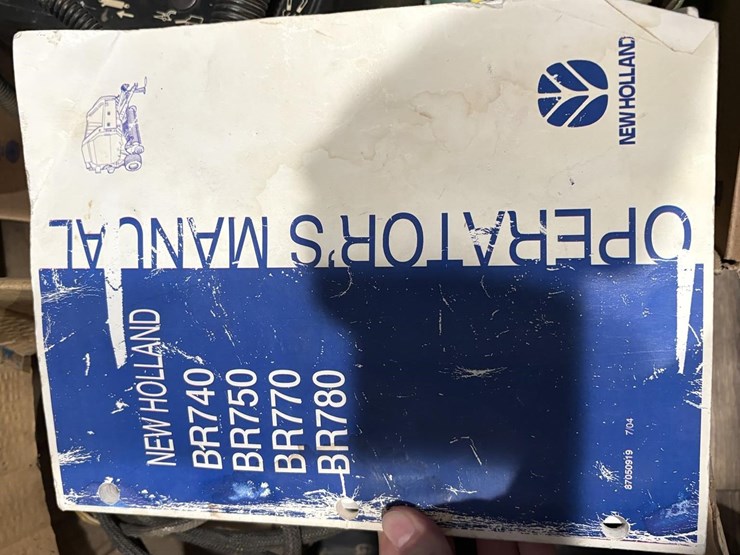 NEW HOLLAND
OPERATOR'S MANUAL
NEW HOLLAND
BR740
BR750
BR770
BR780
87050919 7/04